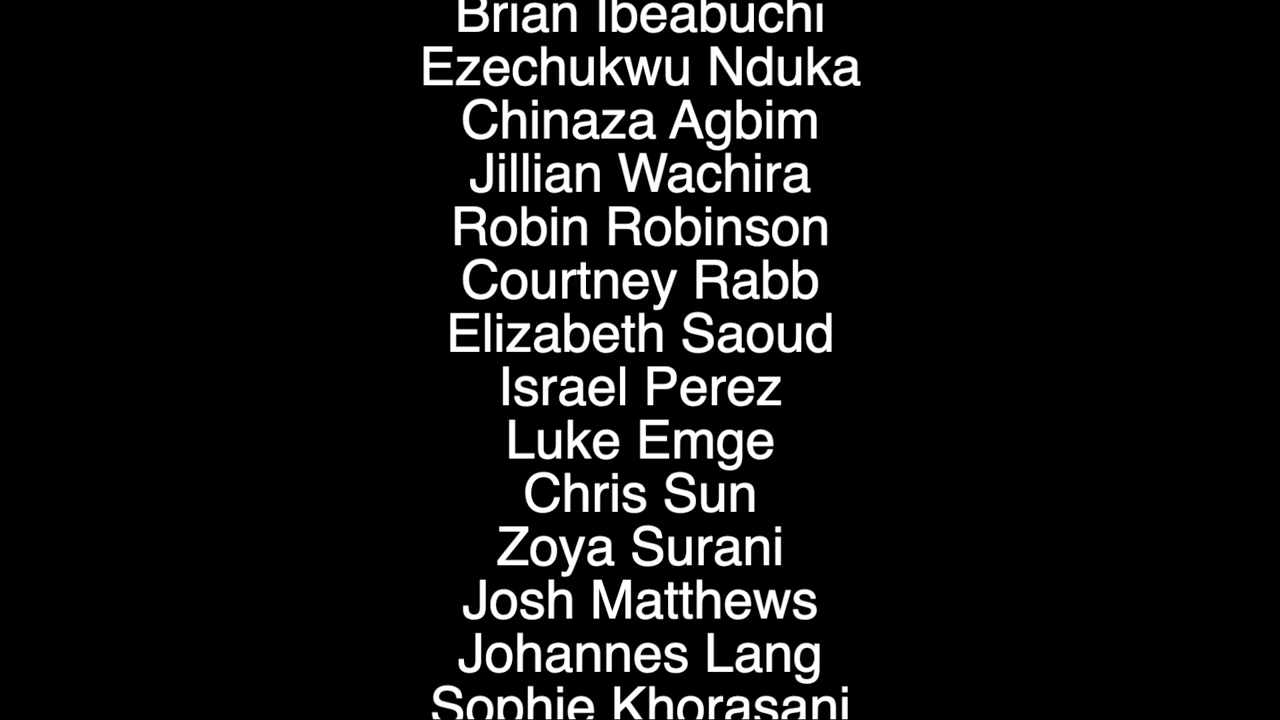 Brian Ibeabuchi
Ezechukwu Nduka
Chinaza Agbim
Jillian Wachira
Robin Robinson
Courtney Rabb
Elizabeth Saoud
Israel Perez
Luke Emge
Chris Sun
Zoya Surani
Josh Matthews
Johannes Lang
Sophie Khorasani